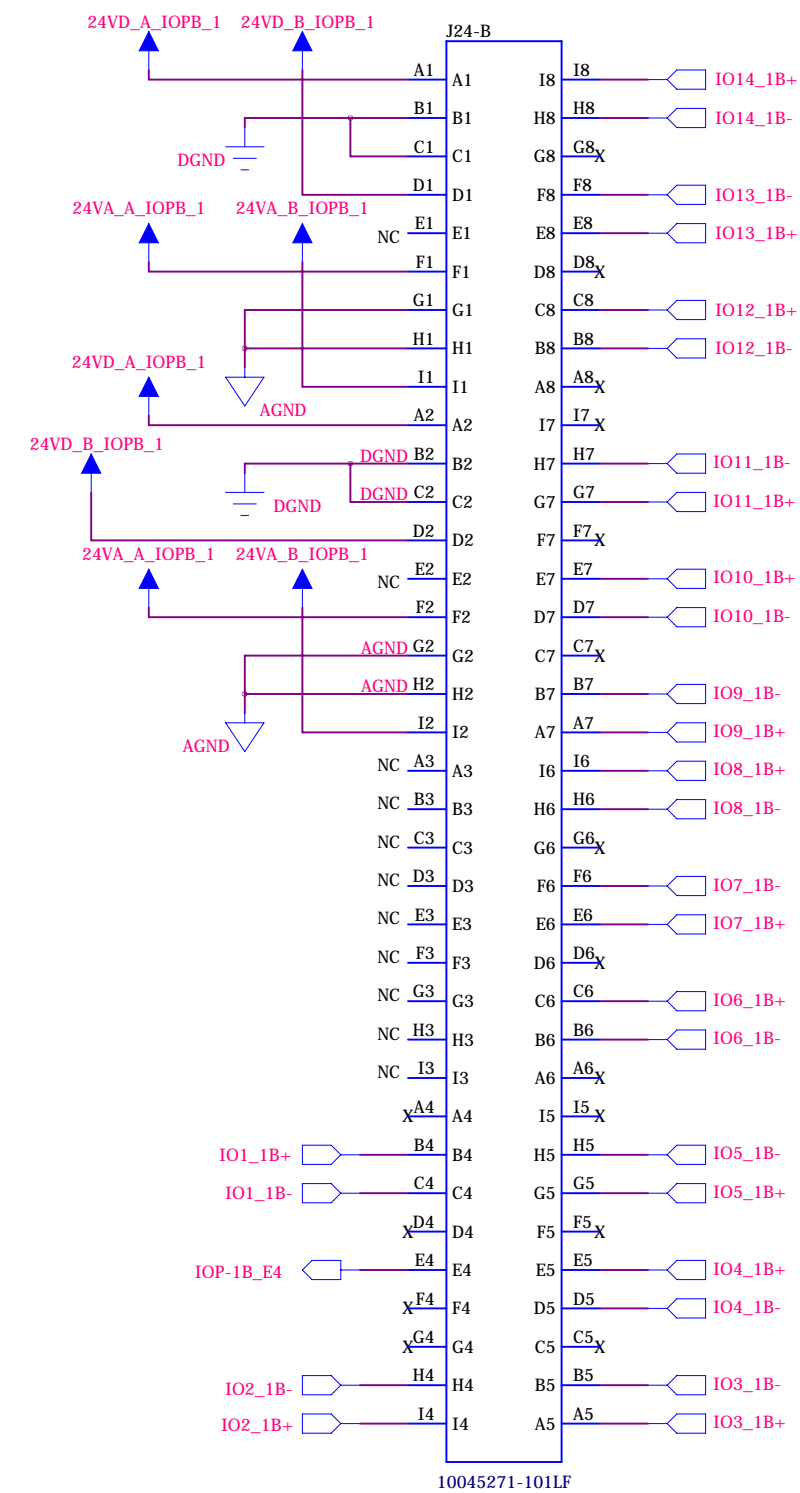 24VD_A_IOPB_1 24VD_B_IOPB_1
J24-B
A1 A1 I8 I8 IO14_1B+
B1 B1 H8 H8 IO14_1B-
DGND C1 C1 G8 G8 X
D1 D1 F8 F8 IO13_1B-
24VA_A_IOPB_1 24VA_B_IOPB_1
NC E1 E1 E8 E8 IO13_1B+
F1 F1 D8 D8 X
G1 G1 C8 C8 IO12_1B+
H1 H1 B8 B8 IO12_1B-
24VD_A_IOPB_1
I1 I1 A8 A8 X
AGND
A2 A2 I7 I7 X
24VD_B_IOPB_1
DGND B2 B2 H7 H7 IO11_1B-
DGND C2 C2 G7 G7 IO11_1B+
DGND
D2 D2 F7 F7 X
24VA_A_IOPB_1 24VA_B_IOPB_1
NC E2 E2 E7 E7 IO10_1B+
F2 F2 D7 D7 IO10_1B-
AGND G2 G2 C7 C7 X
AGND H2 H2 B7 B7 IO9_1B-
I2 I2 A7 A7 IO9_1B+
AGND
NC A3 A3 I6 I6 IO8_1B+
NC B3 B3 H6 H6 IO8_1B-
NC C3 C3 G6 G6 X
NC D3 D3 F6 F6 IO7_1B-
NC E3 E3 E6 E6 IO7_1B+
NC F3 F3 D6 D6 X
NC G3 G3 C6 C6 IO6_1B+
NC H3 H3 B6 B6 IO6_1B-
NC I3 I3 A6 A6 X
X A4 A4 I5 I5 X
IO1_1B+ B4 B4 H5 H5 IO5_1B-
IO1_1B- C4 C4 G5 G5 IO5_1B+
X D4 D4 F5 F5 X
IOP-1B_E4 E4 E4 E5 E5 IO4_1B+
X F4 F4 D5 D5 IO4_1B-
X G4 G4 C5 C5 X
IO2_1B- H4 H4 B5 B5 IO3_1B-
IO2_1B+ I4 I4 A5 A5 IO3_1B+
10045271-101LF